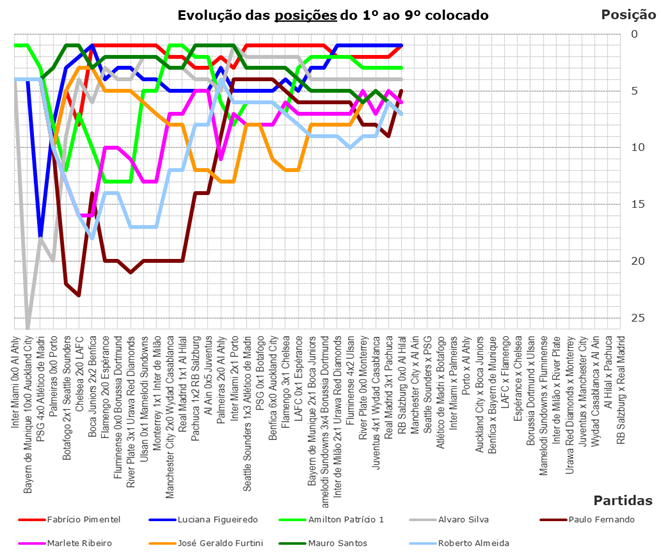 Evolução das posições do 1º ao 9º colocado
Posição
0
5
10
15
20
25
Inter Miami 0x0 Al Ahly
Bayern de Munique 10x0 Auckland City
PSG 4x0 Atlético de Madri
Palmeiras 0x0 Porto
Botafogo 2x1 Seattle Sounders
Chelsea 2x0 LAFC
Boca Juniors 2x2 Benfica
Flamengo 2x0 Espérance
Fluminense 0x0 Borussia Dortmund
River Plate 3x1 Urawa Red Diamonds
Ulsan 0x1 Mamelodi Sundowns
Monterrey 1x1 Inter de Milão
Manchester City 2x0 Wydad Casablanca
Real Madrid 1x1 Al Hilal
Pachuca 1x2 RB Salzburg
Al Ain 0x5 Juventus
Palmeiras 2x0 Al Ahly
Inter Miami 2x1 Porto
Seattle Sounders 1x3 Atlético de Madri
PSG 0x1 Botafogo
Benfica 6x0 Auckland City
Flamengo 3x1 Chelsea
LAFC 0x1 Espérance
Bayern de Munique 2x1 Boca Juniors
amelodi Sundowns 3x4 Borussia Dortmund
Inter de Milão 2x1 Urawa Red Diamonds
Fluminense 4x2 Ulsan
River Plate 0x0 Monterrey
Juventus 4x1 Wydad Casablanca
Real Madrid 3x1 Pachuca
RB Salzburg 0x0 Al Hilal
Manchester City x Al Ain
Seattle Sounders x PSG
Atlético de Madri x Botafogo
Inter Miami x Palmeiras
Porto x Al Ahly
Auckland City x Boca Juniors
Benfica x Bayern de Munique
LAFC x Flamengo
Espérance x Chelsea
Borussia Dortmund x Ulsan
Mamelodi Sundowns x Fluminense
Inter de Milão x River Plate
Urawa Red Diamonds x Monterrey
Juventus x Manchester City
Wydad Casablanca x Al Ain
Al Hilal x Pachuca
RB Salzburg x Real Madrid
Partidas
Fabrício Pimentel
Luciana Figueiredo
Amilton Patrício 1
Alvaro Silva
Paulo Fernando
Marlete Ribeiro
José Geraldo Furtini
Mauro Santos
Roberto Almeida